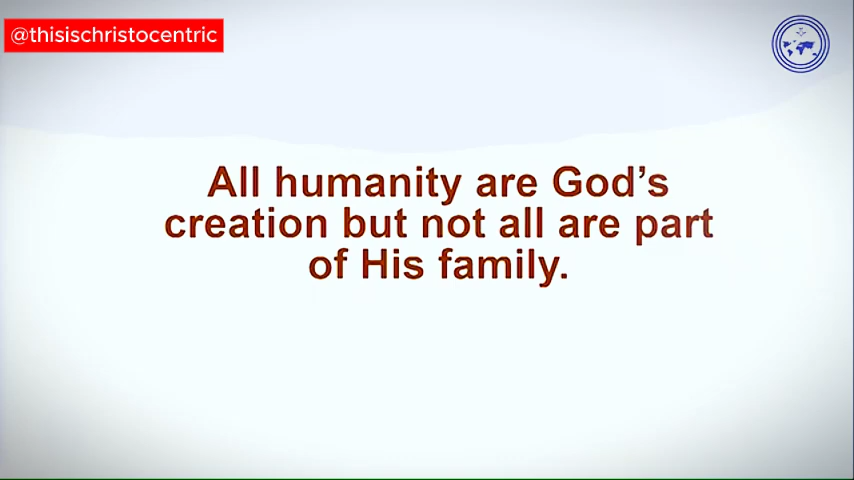 @thisischristocentric
All humanity are God's
creation but not all are part
of His family.